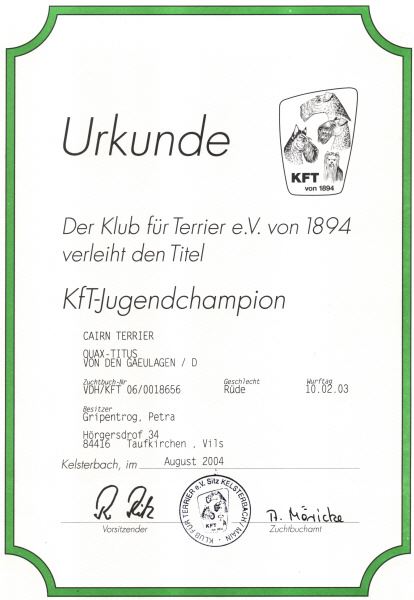 KFT
von 1894
Urkunde
Der Klub für Terrier e.V. von 1894
verleiht den Titel
KfT-Jugendchampion
CAIRN TERRIER
QUAX-TITUS
VON DEN GAEULAGEN / D
Zuchtbuch-Nr Geschlecht Wurftag
VDH/KFT 06/0018656 Rüde 10.02.03
Besitzer
Gripentrog, Petra
Hörgersdrof 34
84416 Taufkirchen , Vils
Kelsterbach, im August 2004
KLUB FÜR TERRIER e.V. Sitz KELSTERBACH/MAIN
KFT
Vorsitzender Zuchtbuchamt